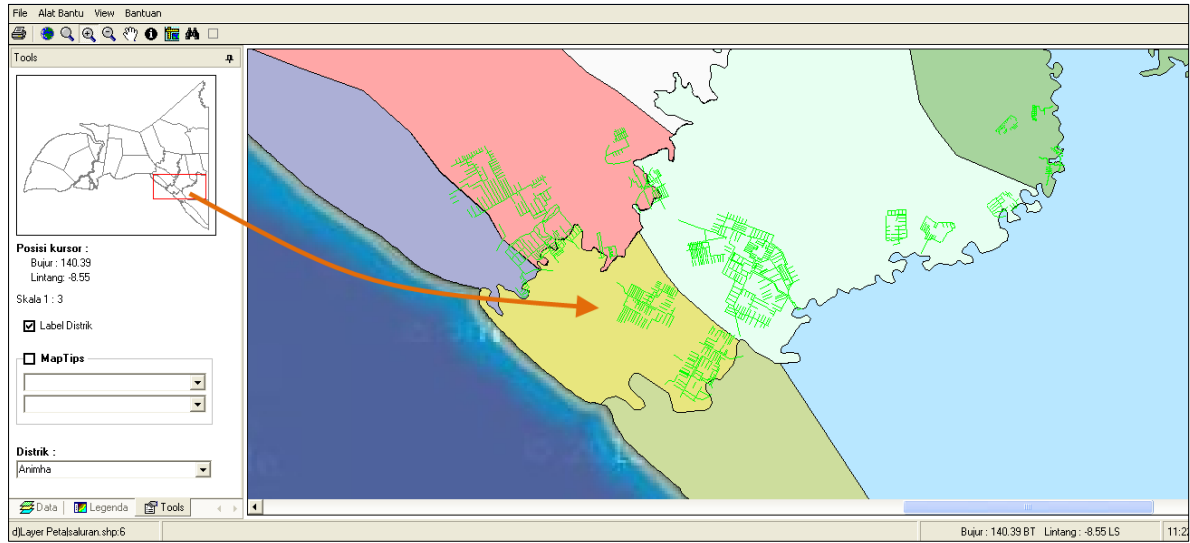 File Alat Bantu View Bantuan
Tools
Posisi kursor :
Bujur : 140.39
Lintang: -8.55
Skala 1 : 3
Label Distrik
MapTips
Distrik :
Animha
Data Legenda Tools
d)Layer Peta\saluran.shp:6 Bujur : 140.39 BT Lintang : -8.55 LS